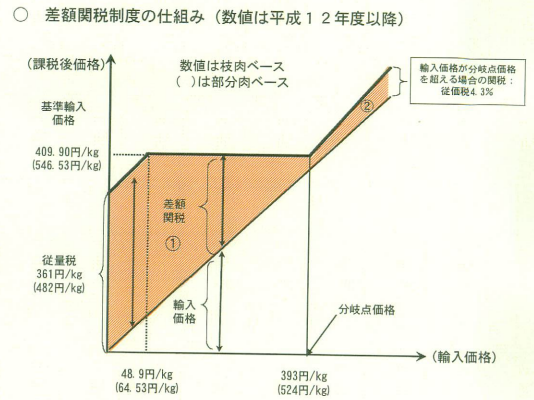 ○ 差額関税制度の仕組み（数値は平成１２年度以降）
(課税後価格)
数値は枝肉ベース
( )は部分肉ベース
輸入価格が分岐点価格
を超える場合の関税：
従価税4.3%
②
基準輸入
価格
409.90円/kg
(546.53円/kg)
差額
関税
①
従量税
361円/kg
(482円/kg)
輸入
価格
分岐点価格
(輸入価格)
48.9円/kg
(64.53円/kg)
393円/kg
(524円/kg)